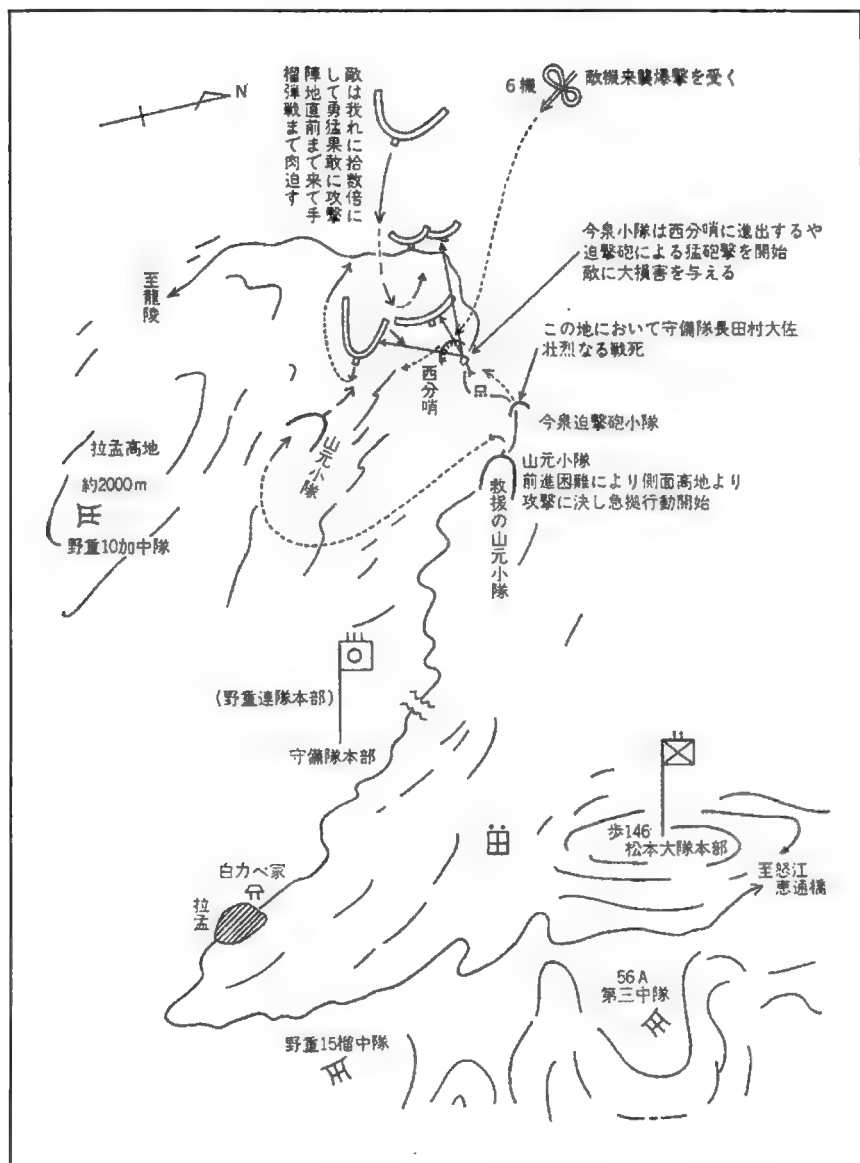 敵は我れに拾数倍に
して勇猛果敢に攻撃
陣地直前まで来て手
榴弾戦まで肉迫す
6機
敵機来襲爆撃を受く
N
今泉小隊は西分哨に進出するや
迫撃砲による猛砲撃を開始
敵に大損害を与える
至龍陵
この地において守備隊長田村大佐
壮烈なる戦死
西分哨
今泉迫撃砲小隊
山元小隊
山元小隊
前進困難により側面高地より
攻撃に決し急拠行動開始
救援の山元小隊
拉孟高地
約2000m
野重10加中隊
(野重連隊本部)
守備隊本部
歩146
松本大隊本部
至怒江
恵通橋
白カベ家
拉孟
56A
第三中隊
野重15榴中隊